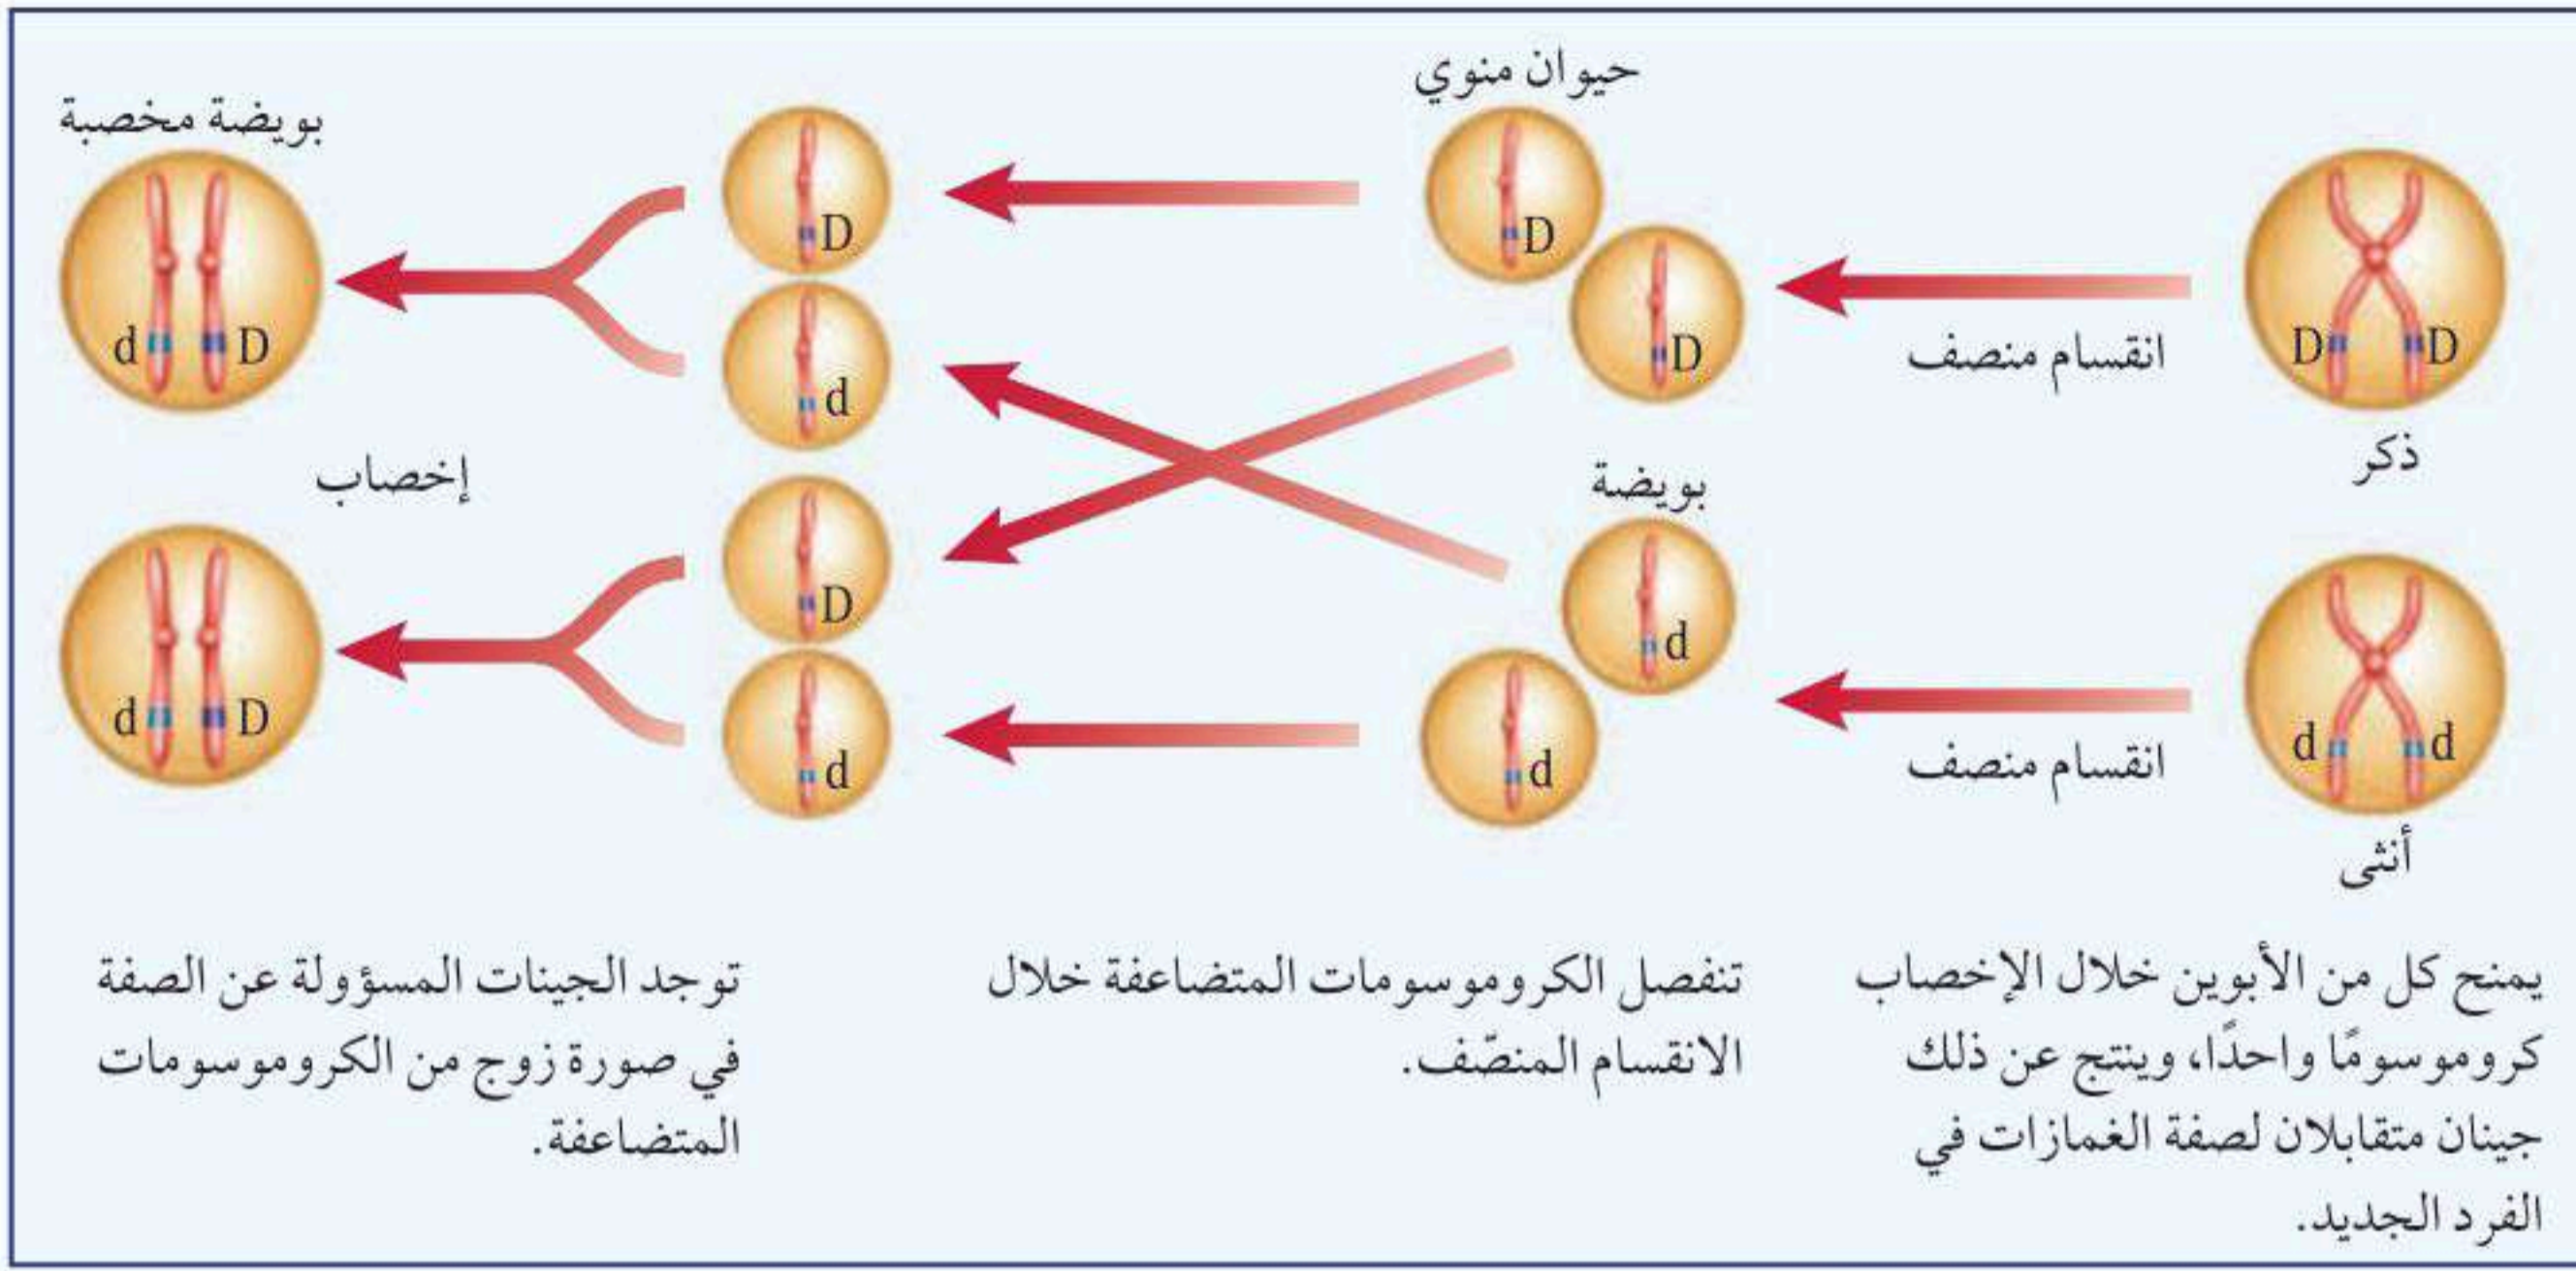 حيوان منوي
بويضة مخصبة
D
D
D
d
d
D
D
D
انقسام منصف
ذكر
إخصاب
بويضة
D
d
d
D
d
d
d
d
انقسام منصف
أنثى
يمنح كل من الأبوين خلال الإخصاب
كروموسومًا واحدًا، وينتج عن ذلك
جينان متقابلان لصفة الغمازات في
الفرد الجديد.
تنفصل الكروموسومات المتضاعفة خلال
الانقسام المنصّف.
توجد الجينات المسؤولة عن الصفة
في صورة زوج من الكروموسومات
المتضاعفة.